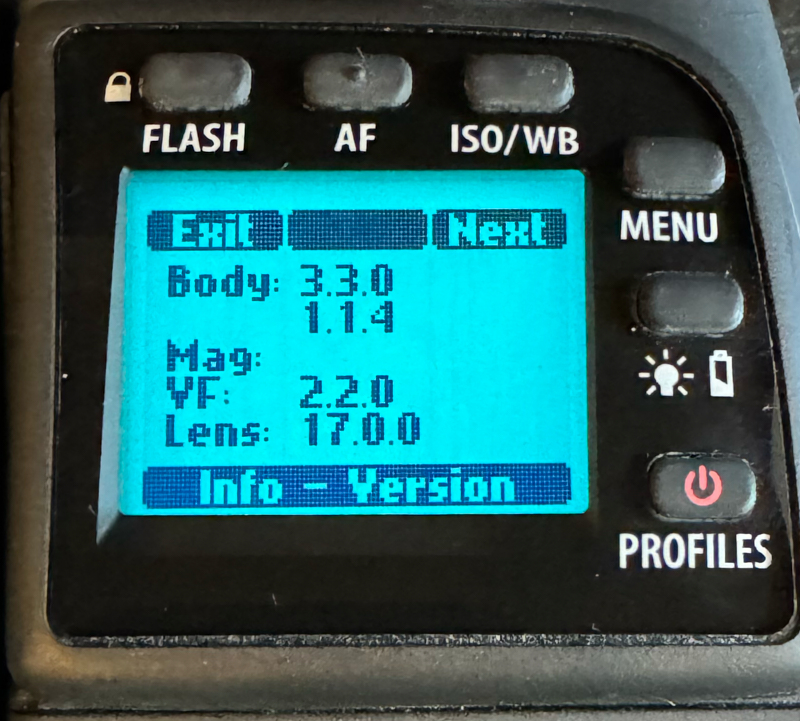 FLASH AF ISO/WB
MENU
Exit Next
Body: 3.3.0
1.1.4
Mag:
VF: 2.2.0
Lens: 17.0.0
Info - Version
PROFILES